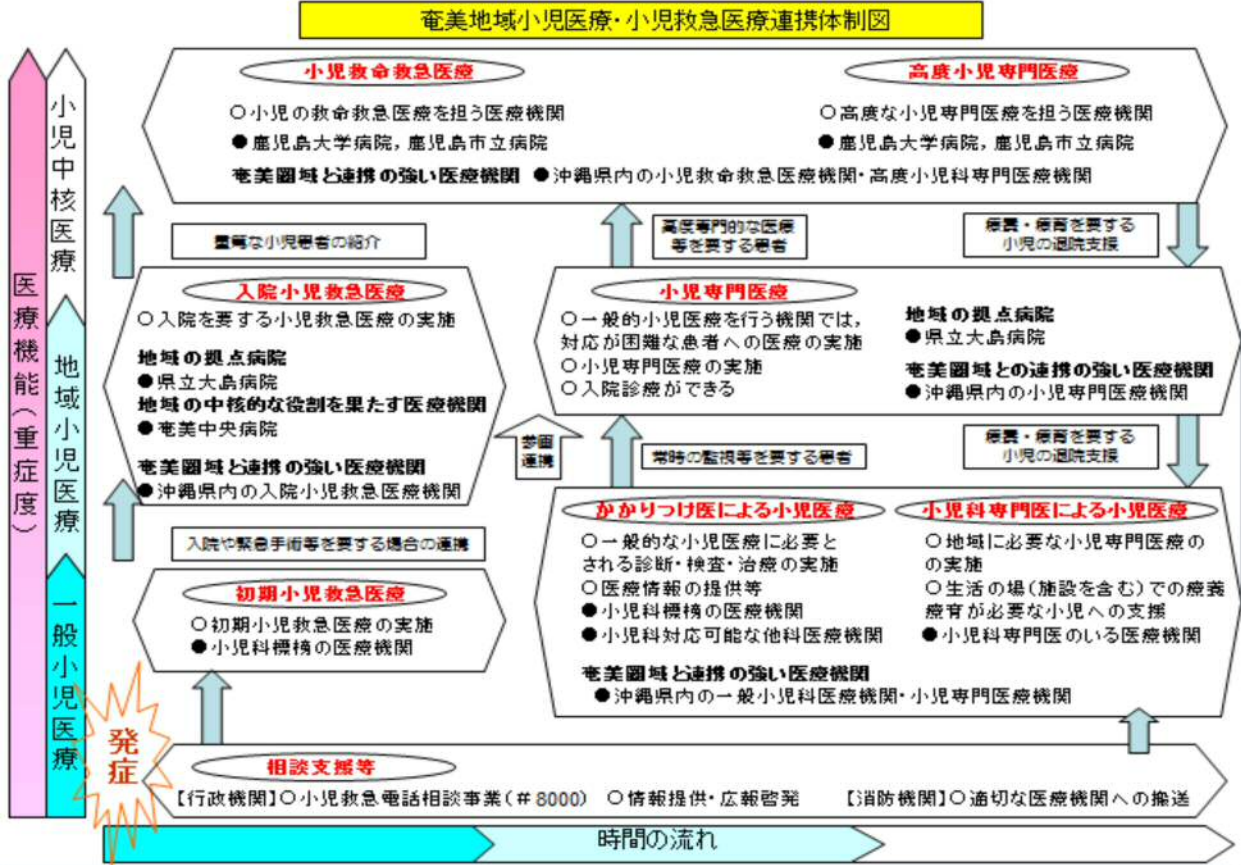 奄美地域小児医療・小児救急医療連携体制図
医療機能（重症度）
小児中核医療
地域小児医療
一般小児医療
小児救命救急医療
○小児の救命救急医療を担う医療機関
●鹿児島大学病院，鹿児島市立病院
高度小児専門医療
○高度な小児専門医療を担う医療機関
●鹿児島大学病院，鹿児島市立病院
奄美圏域と連携の強い医療機関 ●沖縄県内の小児救命救急医療機関・高度小児科専門医療機関
重篤な小児患者の紹介
高度専門的な医療
等を要する患者
療養・療育を要する
小児の退院支援
入院小児救急医療
○入院を要する小児救急医療の実施
地域の拠点病院
●県立大島病院
地域の中核的な役割を果たす医療機関
●奄美中央病院
奄美圏域と連携の強い医療機関
●沖縄県内の入院小児救急医療機関
小児専門医療
○一般的小児医療を行う機関では，
対応が困難な患者への医療の実施
○小児専門医療の実施
○入院診療ができる
地域の拠点病院
●県立大島病院
奄美圏域との連携の強い医療機関
●沖縄県内の小児専門医療機関
参画
連携
常時の監視等を要する患者
療養・療育を要する
小児の退院支援
入院や緊急手術等を要する場合の連携
初期小児救急医療
○初期小児救急医療の実施
●小児科標榜の医療機関
かかりつけ医による小児医療
○一般的な小児医療に必要と
される診断・検査・治療の実施
○医療情報の提供等
●小児科標榜の医療機関
●小児科対応可能な他科医療機関
小児科専門医による小児医療
○地域に必要な小児専門医療の
の実施
○生活の場（施設を含む）での療養
療育が必要な小児への支援
●小児科専門医のいる医療機関
奄美圏域と連携の強い医療機関
●沖縄県内の一般小児科医療機関・小児専門医療機関
発症
相談支援等
【行政機関】○小児救急電話相談事業（＃8000） ○情報提供・広報啓発 【消防機関】○適切な医療機関への搬送
時間の流れ